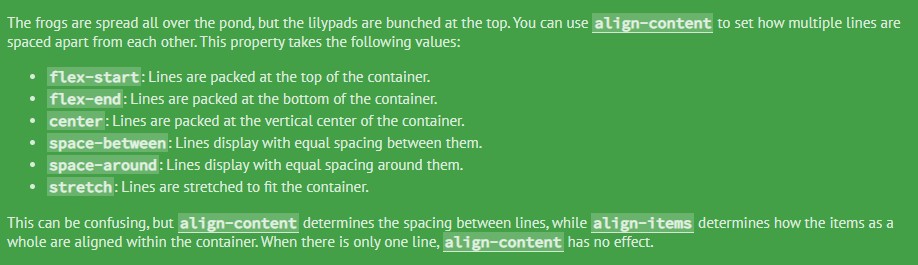 The frogs are spread all over the pond, but the lilypads are bunched at the top. You can use align-content to set how multiple lines are
spaced apart from each other. This property takes the following values:
• flex-start: Lines are packed at the top of the container.
• flex-end: Lines are packed at the bottom of the container.
• center: Lines are packed at the vertical center of the container.
• space-between: Lines display with equal spacing between them.
• space-around: Lines display with equal spacing around them.
• stretch: Lines are stretched to fit the container.
This can be confusing, but align-content determines the spacing between lines, while align-items determines how the items as a
whole are aligned within the container. When there is only one line, align-content has no effect.